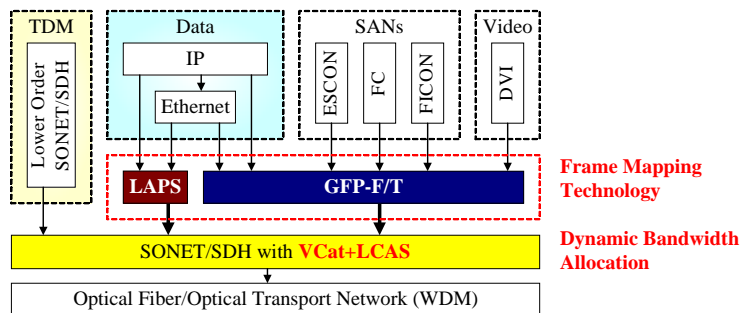 TDM
Data
SANs
Video
Lower Order
SONET/SDH
IP
Ethernet
ESCON
FC
FICON
DVI
LAPS
GFP-F/T
Frame Mapping
Technology
SONET/SDH with VCat+LCAS
Dynamic Bandwidth
Allocation
Optical Fiber/Optical Transport Network (WDM)